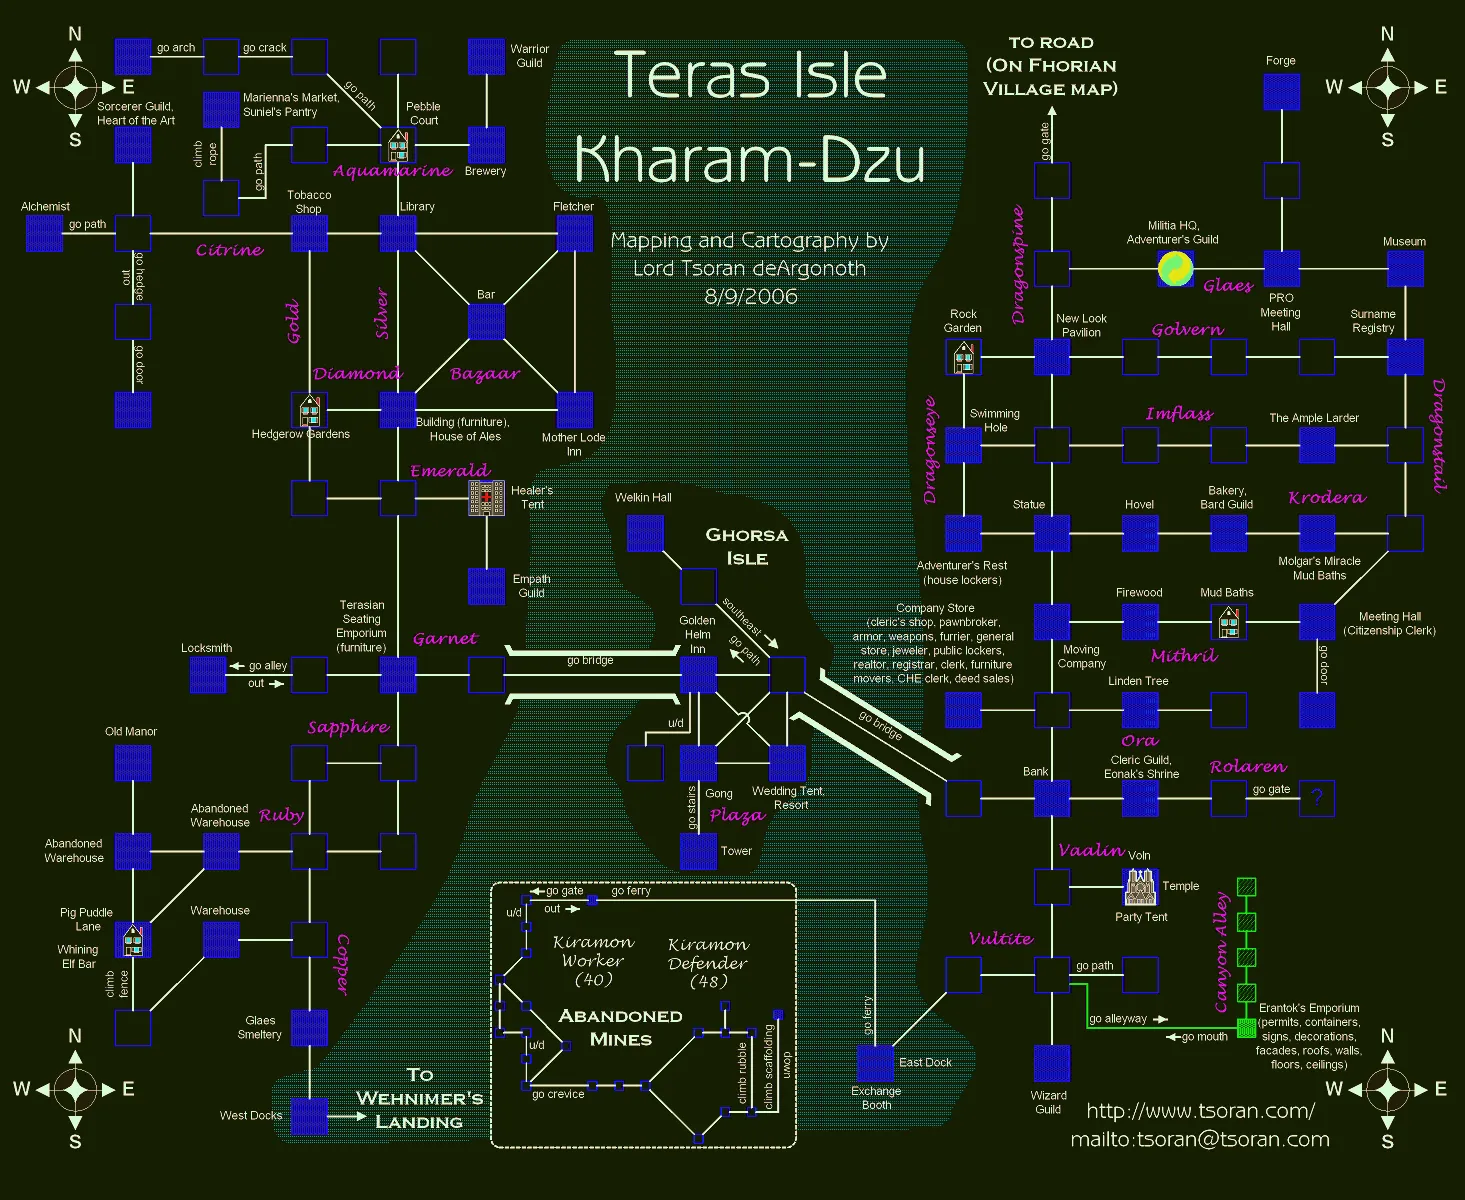 Teras Isle
Kharam-Dzu
Mapping and Cartography by
Lord Tsoran deArgonoth
8/9/2006
N
W
E
S
go arch
go crack
go path
Warrior
Guild
Sorcerer Guild,
Heart of the Art
Marienna's Market,
Suniel's Pantry
Pebble
Court
climb
rope
go path
Aquamarine
Brewery
Alchemist
go path
Tobacco
Shop
Library
Fletcher
Citrine
go hedge
out
go door
Gold
Silver
Bar
Diamond
Bazaar
Hedgerow Gardens
Building (furniture),
House of Ales
Mother Lode
Inn
Emerald
Healer's
Tent
Empath
Guild
Terasian
Seating
Emporium
(furniture)
Garnet
Locksmith
go alley
out
go bridge
Sapphire
Old Manor
Abandoned
Warehouse
Ruby
Abandoned
Warehouse
Pig Puddle
Lane
Whining
Elf Bar
climb
fence
Warehouse
Copper
Glaes
Smeltery
West Docks
To
Wehnimer's
Landing
N
W
E
S
Welkin Hall
Ghorsa
Isle
southeast
go path
Golden
Helm
Inn
u/d
Gong
Wedding Tent,
Resort
go stairs
Plaza
Tower
go bridge
go gate
out
go ferry
u/d
Kiramon
Worker
(40)
Kiramon
Defender
(48)
Abandoned
Mines
u/d
go crevice
climb rubble
climb scaffolding
down
go ferry
East Dock
Exchange
Booth
to road
(On Fhorian
Village map)
go gate
Forge
N
W
E
S
Dragonspine
Militia HQ,
Adventurer's Guild
Museum
Glaes
PRO
Meeting
Hall
Surname
Registry
Rock
Garden
New Look
Pavilion
Golvern
Dragonseye
Swimming
Hole
Imflass
The Ample Larder
Dragonstail
Statue
Hovel
Bakery,
Bard Guild
Krodera
Adventurer's Rest
(house lockers)
Molgar's Miracle
Mud Baths
Company Store
(cleric's shop, pawnbroker,
armor, weapons, furrier, general
store, jeweler, public lockers,
realtor, registrar, clerk, furniture
movers, CHE clerk, deed sales)
Firewood
Mud Baths
Meeting Hall
(Citizenship Clerk)
Moving
Company
Mithril
go door
Linden Tree
Ora
Bank
Cleric Guild,
Eonak's Shrine
Rolaren
go gate
?
Vaalin
Voln
Temple
Party Tent
Vultite
go path
Canyon Alley
go alleyway
go mouth
Erantok's Emporium
(permits, containers,
signs, decorations,
facades, roofs, walls,
floors, ceilings)
Wizard
Guild
N
W
E
S
http://www.tsoran.com/
mailto:tsoran@tsoran.com